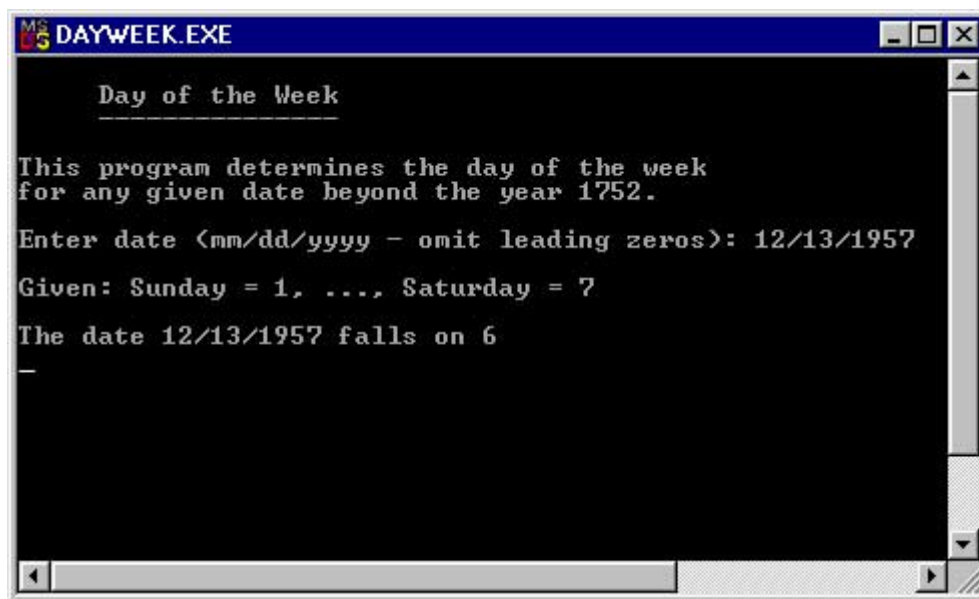 DAYWEEK.EXE
Day of the Week
---------------
This program determines the day of the week
for any given date beyond the year 1752.
Enter date (mm/dd/yyyy - omit leading zeros): 12/13/1957
Given: Sunday = 1, ..., Saturday = 7
The date 12/13/1957 falls on 6
_